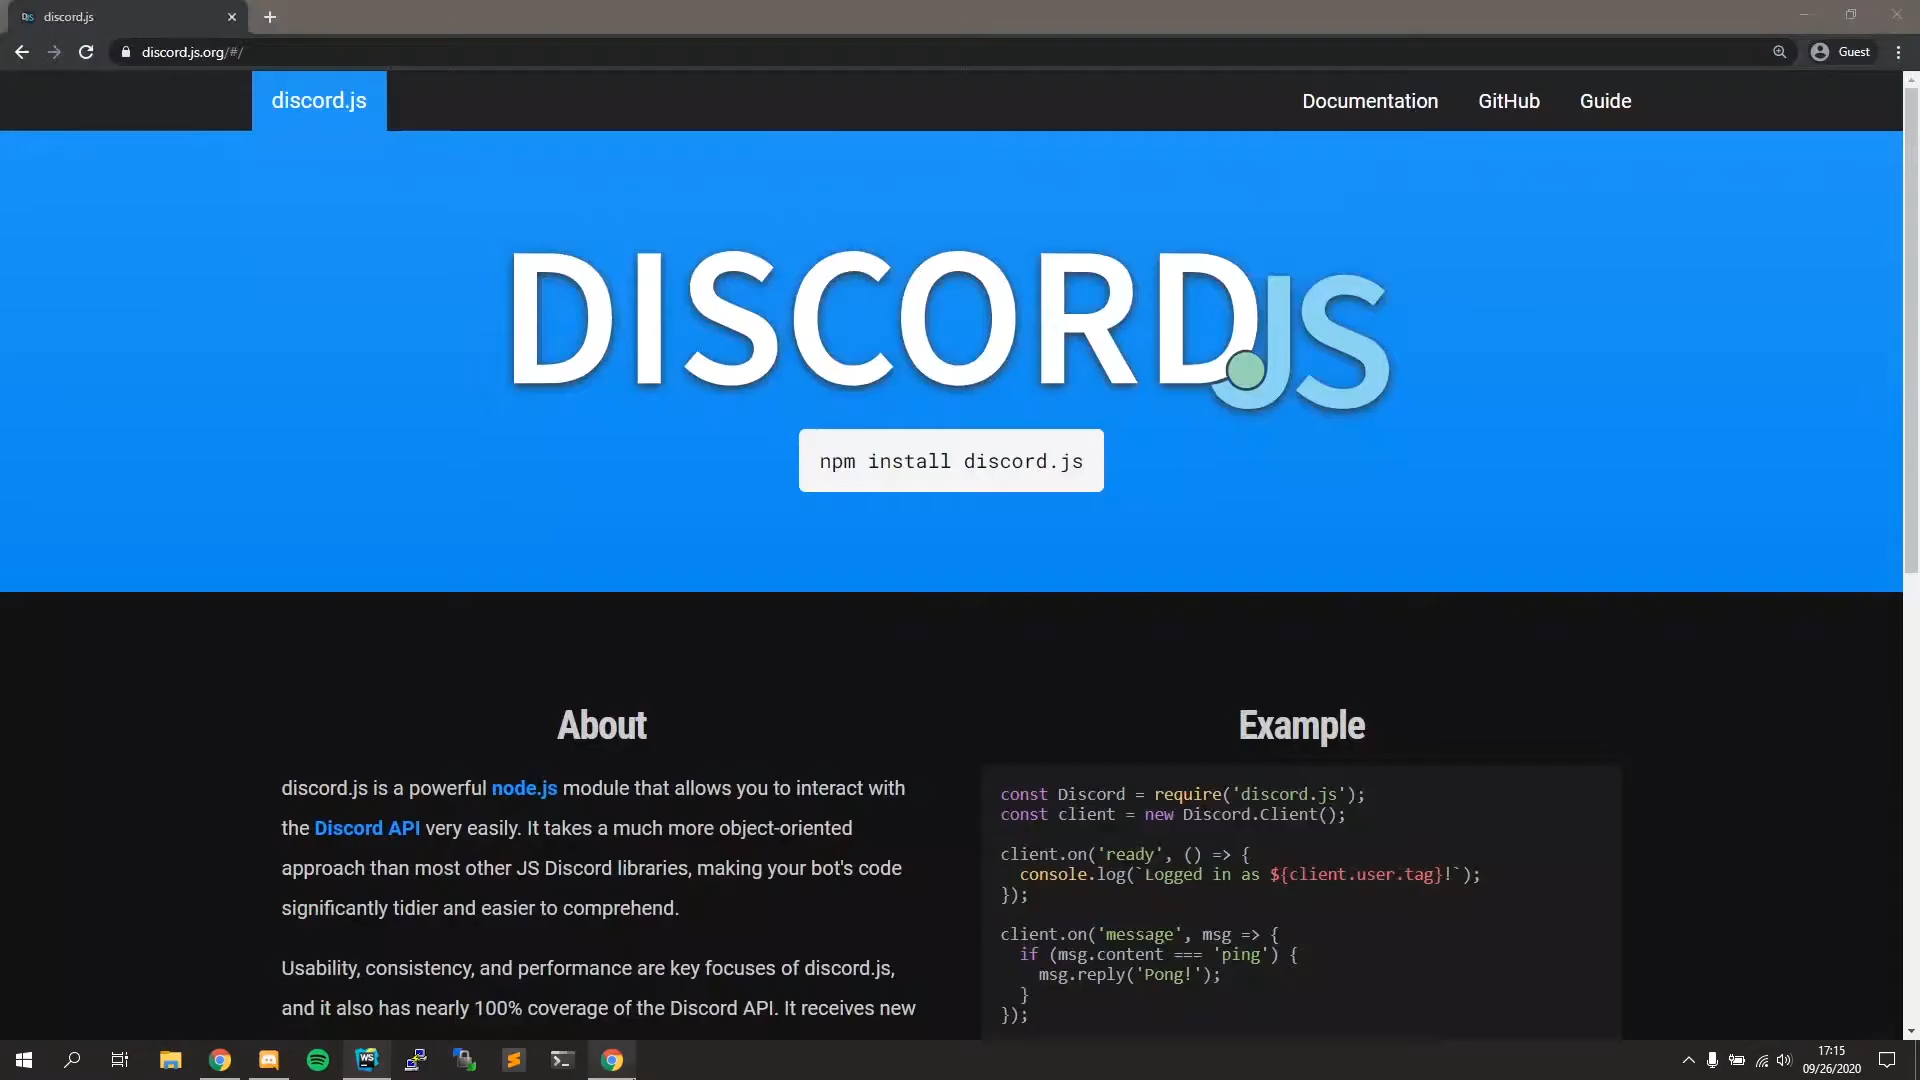 discord.js
discord.js.org/#/
Guest
discord.js
Documentation
GitHub
Guide
DISCORD.JS
npm install discord.js
About
discord.js is a powerful node.js module that allows you to interact with
the Discord API very easily. It takes a much more object-oriented
approach than most other JS Discord libraries, making your bot's code
significantly tidier and easier to comprehend.
Usability, consistency, and performance are key focuses of discord.js,
and it also has nearly 100% coverage of the Discord API. It receives new
Example
const Discord = require('discord.js');
const client = new Discord.Client();
client.on('ready', () => {
  console.log(`Logged in as ${client.user.tag}!`);
});
client.on('message', msg => {
  if (msg.content === 'ping') {
    msg.reply('Pong!');
  }
});
WS
17:15
09/26/2020